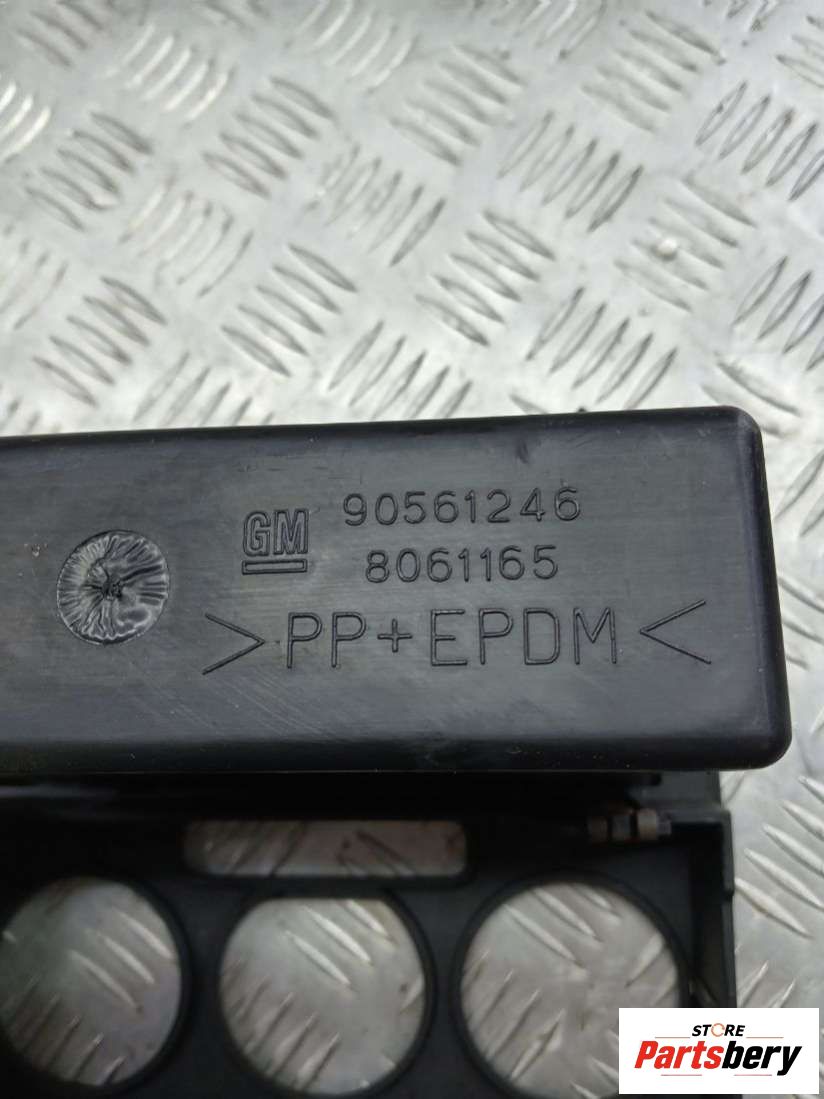 GM 90561246
8061165
>PP+EPDM<
STORE
Partsbery